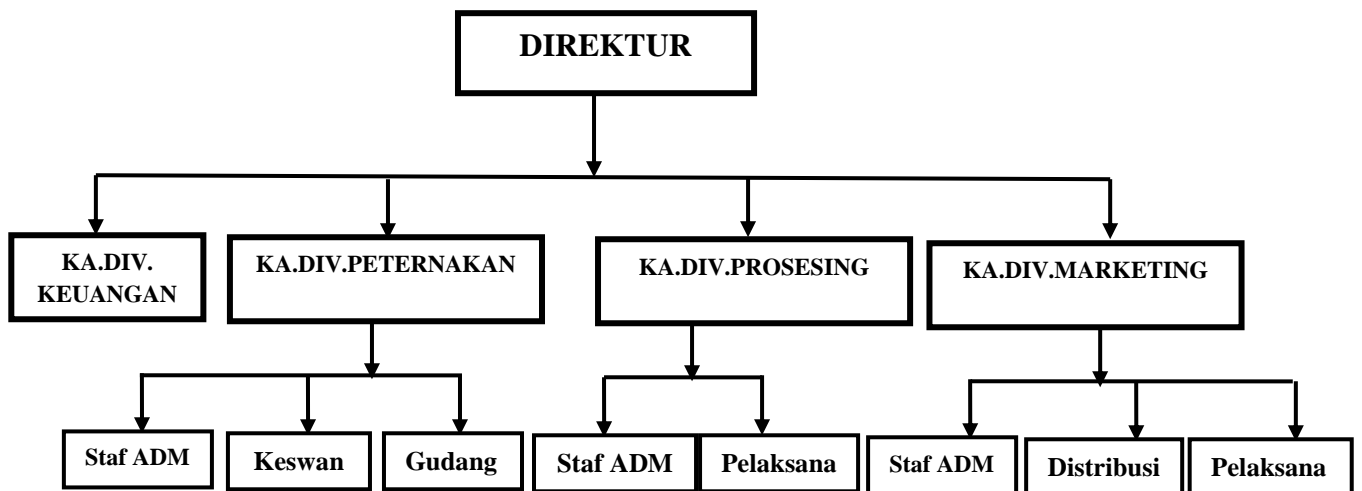 DIREKTUR
KA.DIV.
KEUANGAN
KA.DIV.PETERNAKAN
KA.DIV.PROSESING
KA.DIV.MARKETING
Staf ADM
Keswan
Gudang
Staf ADM
Pelaksana
Staf ADM
Distribusi
Pelaksana